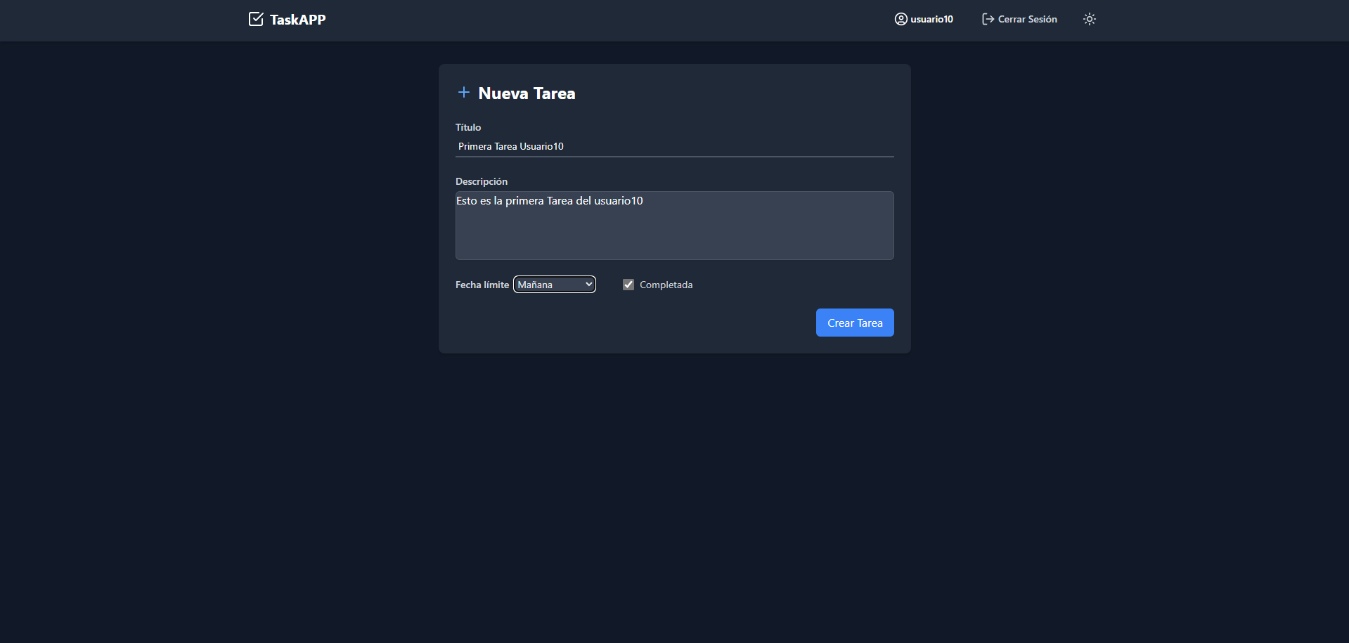 TaskAPP
usuario10
Cerrar Sesión
Nueva Tarea
Título
Primera Tarea Usuario10
Descripción
Esto es la primera Tarea del usuario10
Fecha límite Mañana Completada
Crear Tarea